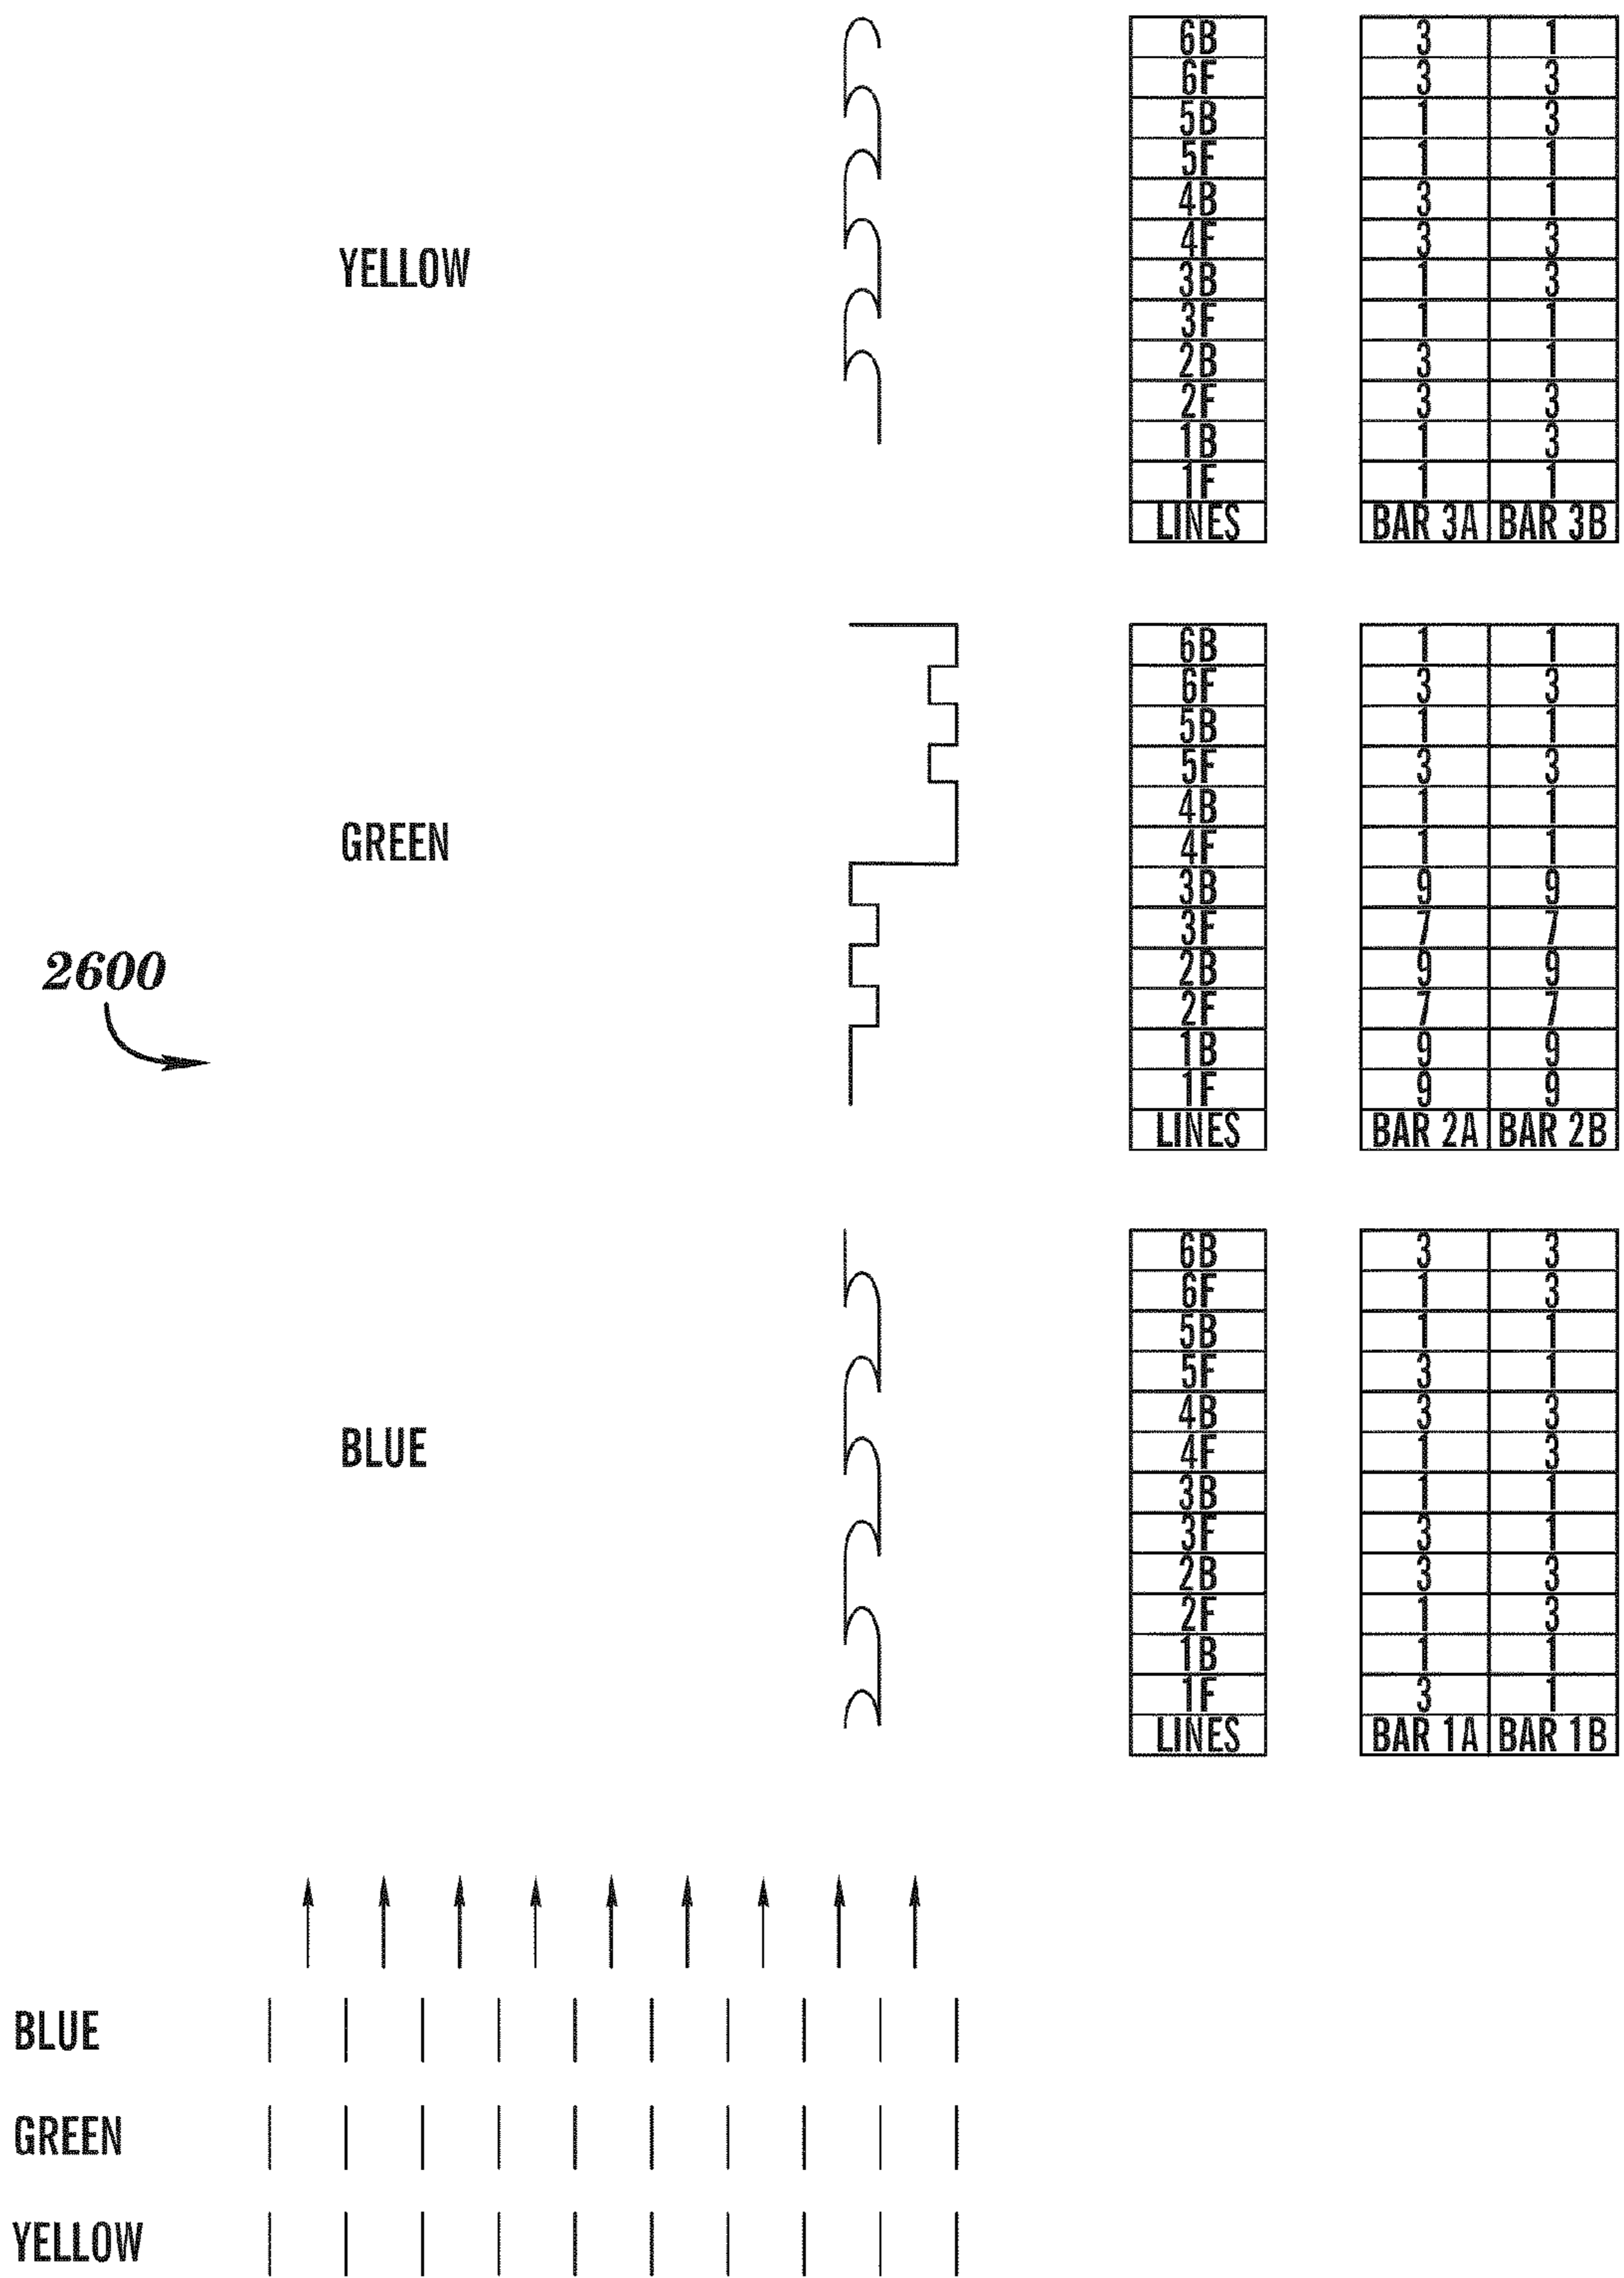 6B 3 1
6F 3 3
5B 1 3
5F 1 1
4B 3 1
YELLOW 4F 3 3
3B 1 3
3F 1 1
2B 3 1
2F 3 3
1B 1 3
1F 1 1
LINES BAR 3A BAR 3B
6B 1 1
6F 3 3
5B 1 1
5F 3 3
4B 1 1
GREEN 4F 1 1
3B 9 9
3F 7 7
2600 2B 9 9
2F 7 7
1B 9 9
1F 9 9
LINES BAR 2A BAR 2B
6B 3 3
6F 1 3
5B 1 1
5F 3 1
4B 3 3
BLUE 4F 1 3
3B 1 1
3F 3 1
2B 3 3
2F 1 3
1B 1 1
1F 3 1
LINES BAR 1A BAR 1B
BLUE
GREEN
YELLOW